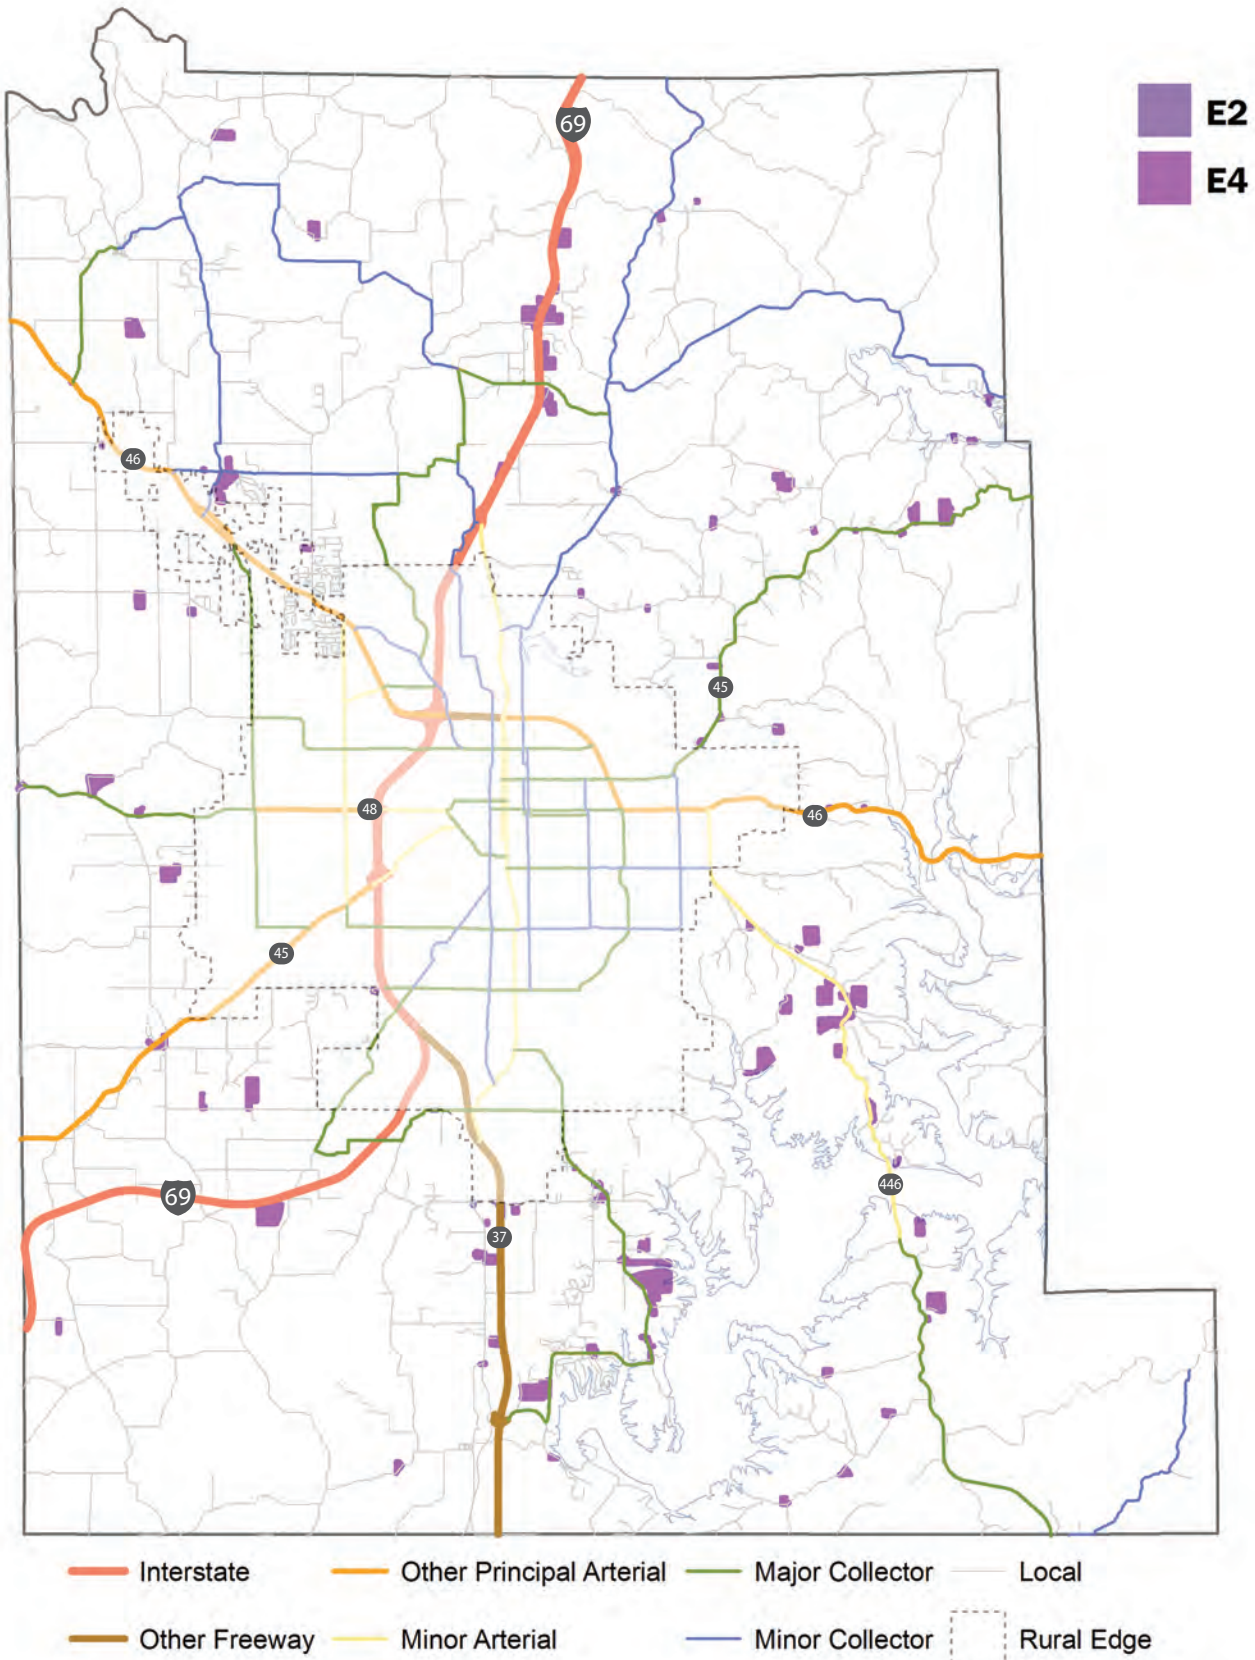 69
E2
E4
46
45
48
46
45
446
69
37
Interstate
Other Principal Arterial
Major Collector
Local
Other Freeway
Minor Arterial
Minor Collector
Rural Edge